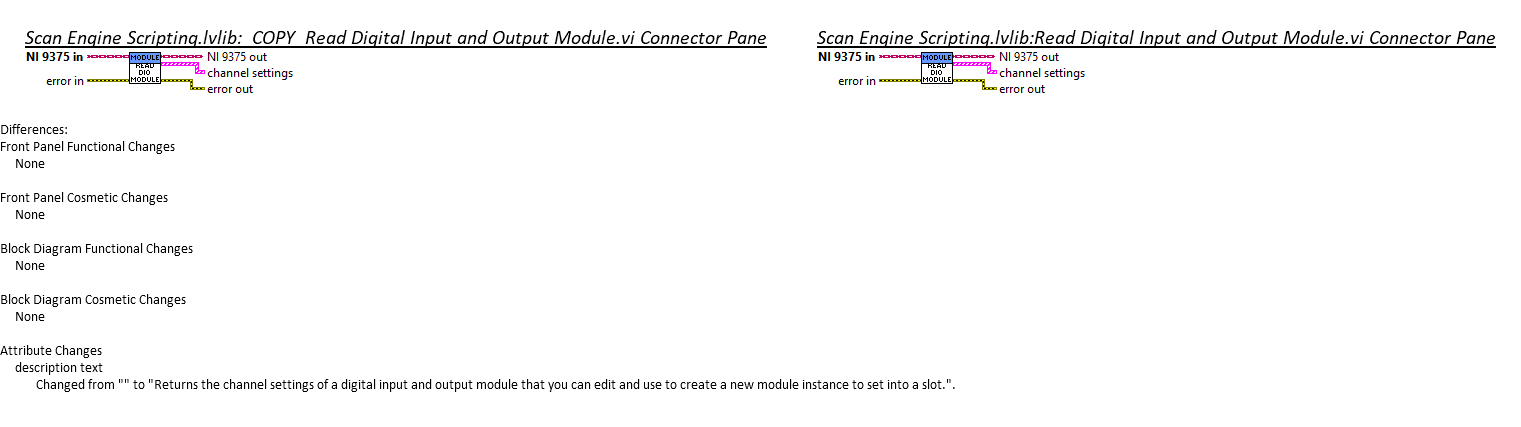 Scan Engine Scripting.lvlib:_COPY_Read Digital Input and Output Module.vi Connector Pane
NI 9375 in
MODULE
READ
DIO
MODULE
NI 9375 out
channel settings
error in
error out
Scan Engine Scripting.lvlib:Read Digital Input and Output Module.vi Connector Pane
NI 9375 in
MODULE
READ
DIO
MODULE
NI 9375 out
channel settings
error in
error out
Differences:
Front Panel Functional Changes
None
Front Panel Cosmetic Changes
None
Block Diagram Functional Changes
None
Block Diagram Cosmetic Changes
None
Attribute Changes
description text
Changed from "" to "Returns the channel settings of a digital input and output module that you can edit and use to create a new module instance to set into a slot.".